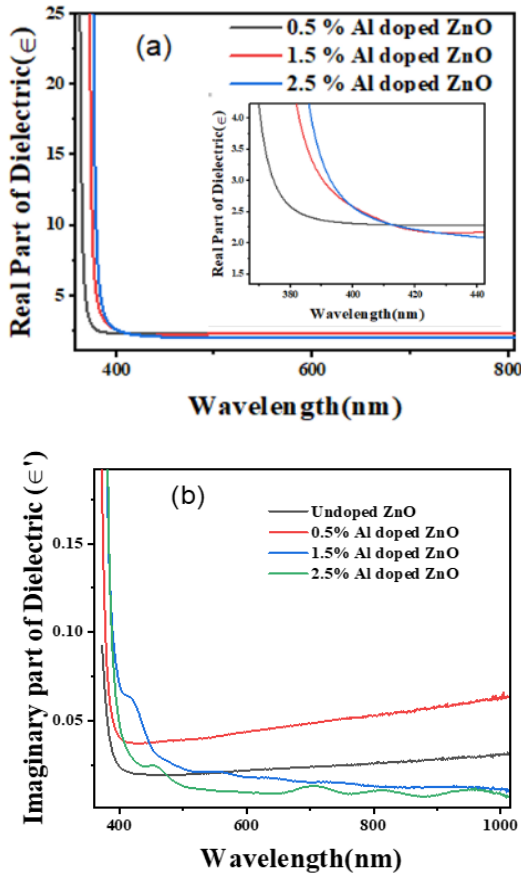 (a)
0.5 % Al doped ZnO
1.5 % Al doped ZnO
2.5 % Al doped ZnO
Real Part of Dielectric(∈)
25
20
15
10
5
400
600
800
Wavelength(nm)
Real Part of Dielectric(∈)
4.0
3.5
3.0
2.5
2.0
1.5
380
400
420
440
Wavelength(nm)
(b)
Undoped ZnO
0.5% Al doped ZnO
1.5% Al doped ZnO
2.5% Al doped ZnO
Imaginary part of Dielectric (∈')
0.15
0.10
0.05
400
600
800
1000
Wavelength(nm)